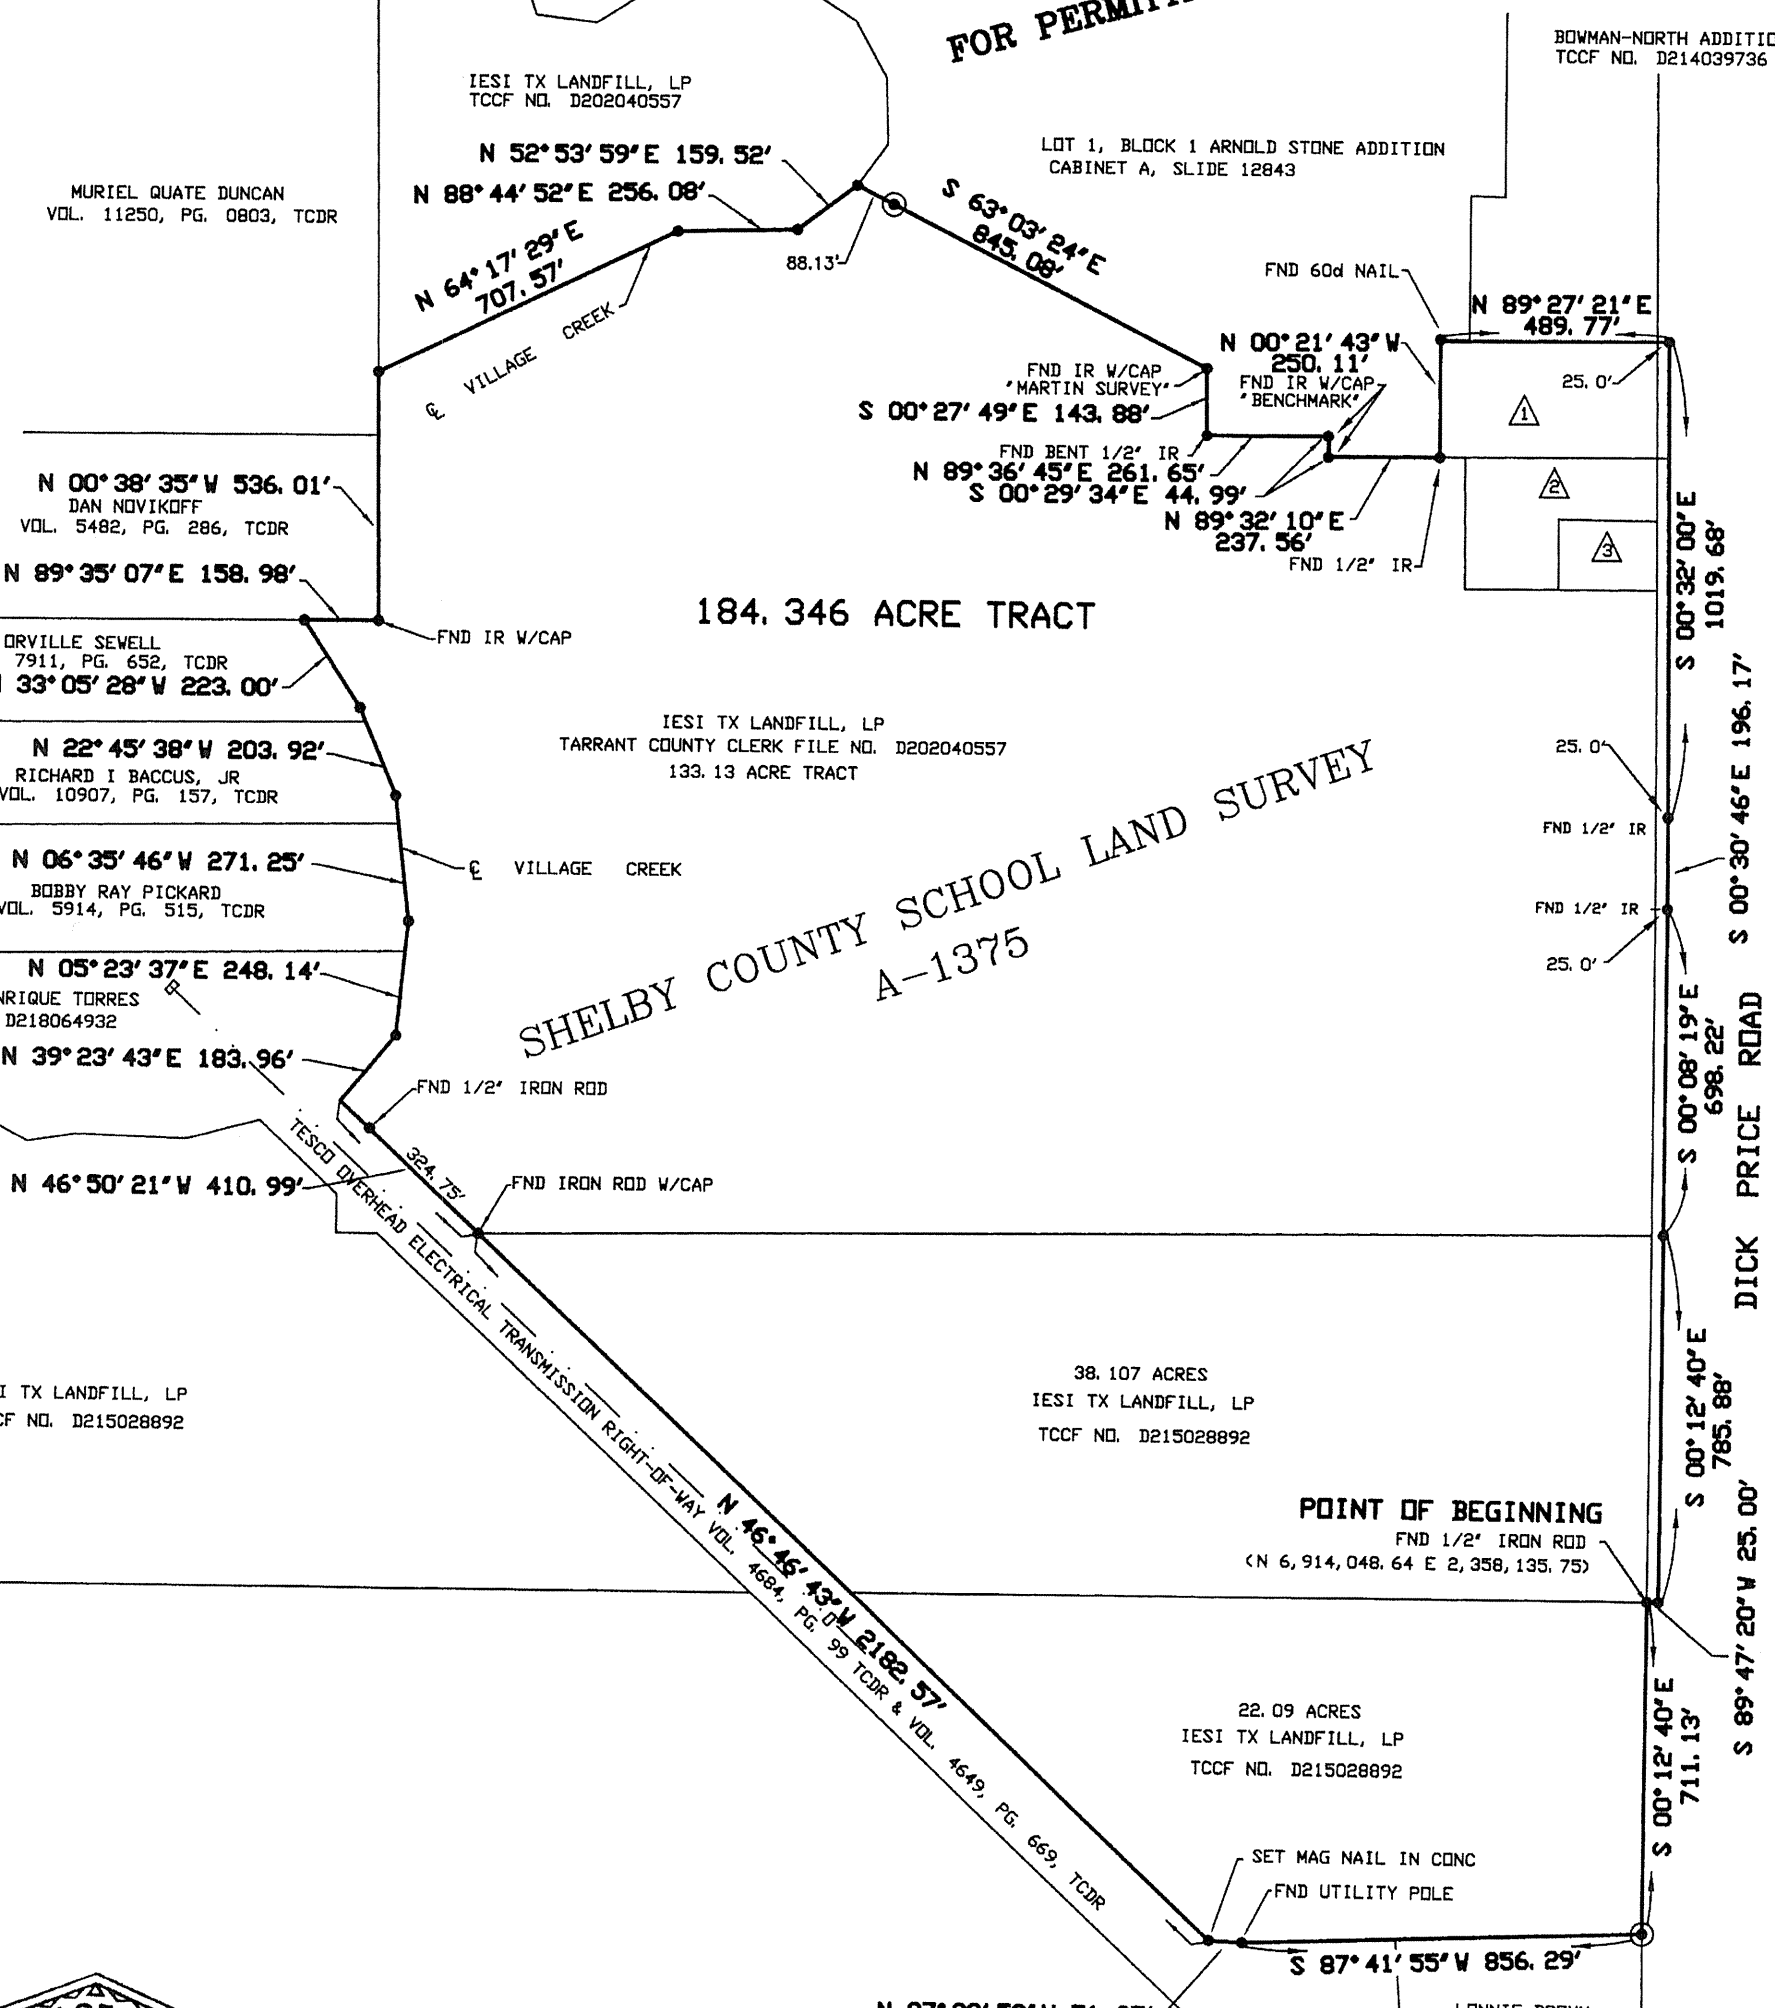 FOR PERMITTI
BOWMAN-NORTH ADDITIO
TCCF NO. D214039736
IESI TX LANDFILL, LP
TCCF NO. D202040557
LOT 1, BLOCK 1 ARNOLD STONE ADDITION
CABINET A, SLIDE 12843
N 52°53'59"E 159.52'
N 88°44'52"E 256.08'
MURIEL QUATE DUNCAN
VOL. 11250, PG. 0803, TCDR
S 63°03'24"E
845.08'
N 64°17'29"E
707.57'
88.13'
FND 60d NAIL
N 89°27'21"E
489.77'
VILLAGE CREEK
℄
N 00°21'43"W
250.11'
FND IR W/CAP
"MARTIN SURVEY"
FND IR W/CAP
"BENCHMARK"
25.0'
1
S 00°27'49"E 143.88'
FND BENT 1/2" IR
N 89°36'45"E 261.65'
S 00°29'34"E 44.99'
N 89°32'10"E
237.56'
FND 1/2" IR
2
3
N 00°38'35"W 536.01'
DAN NOVIKOFF
VOL. 5482, PG. 286, TCDR
N 89°35'07"E 158.98'
FND IR W/CAP
184.346 ACRE TRACT
S 00°32'00"E
1019.68'
ORVILLE SEWELL
7911, PG. 652, TCDR
33°05'28"W 223.00'
IESI TX LANDFILL, LP
TARRANT COUNTY CLERK FILE NO. D202040557
133.13 ACRE TRACT
N 22°45'38"W 203.92'
RICHARD I BACCUS, JR
VOL. 10907, PG. 157, TCDR
25.0'
FND 1/2" IR
S 00°30'46"E 196.17'
N 06°35'46"W 271.25'
BOBBY RAY PICKARD
VOL. 5914, PG. 515, TCDR
℄ VILLAGE CREEK
SHELBY COUNTY SCHOOL LAND SURVEY
A-1375
FND 1/2" IR
25.0'
N 05°23'37"E 248.14'
NRIQUE TORRES
D218064932
N 39°23'43"E 183.96'
S 00°08'19"E
698.22'
FND 1/2" IRON ROD
324.75'
N 46°50'21"W 410.99'
FND IRON ROD W/CAP
DICK PRICE ROAD
TESCO OVERHEAD ELECTRICAL TRANSMISSION RIGHT-OF-WAY VOL. 4684, PG. 99 TCDR & VOL. 4649, PG. 669, TCDR
I TX LANDFILL, LP
CF NO. D215028892
38.107 ACRES
IESI TX LANDFILL, LP
TCCF NO. D215028892
S 00°12'40"E
785.88'
N 46°46'43"W 2182.57'
POINT OF BEGINNING
FND 1/2" IRON ROD
(N 6,914,048.64 E 2,358,135.75)
S 89°47'20"W 25.00'
22.09 ACRES
IESI TX LANDFILL, LP
TCCF NO. D215028892
S 00°12'40"E
711.13'
SET MAG NAIL IN CONC
FND UTILITY POLE
S 87°41'55"W 856.29'